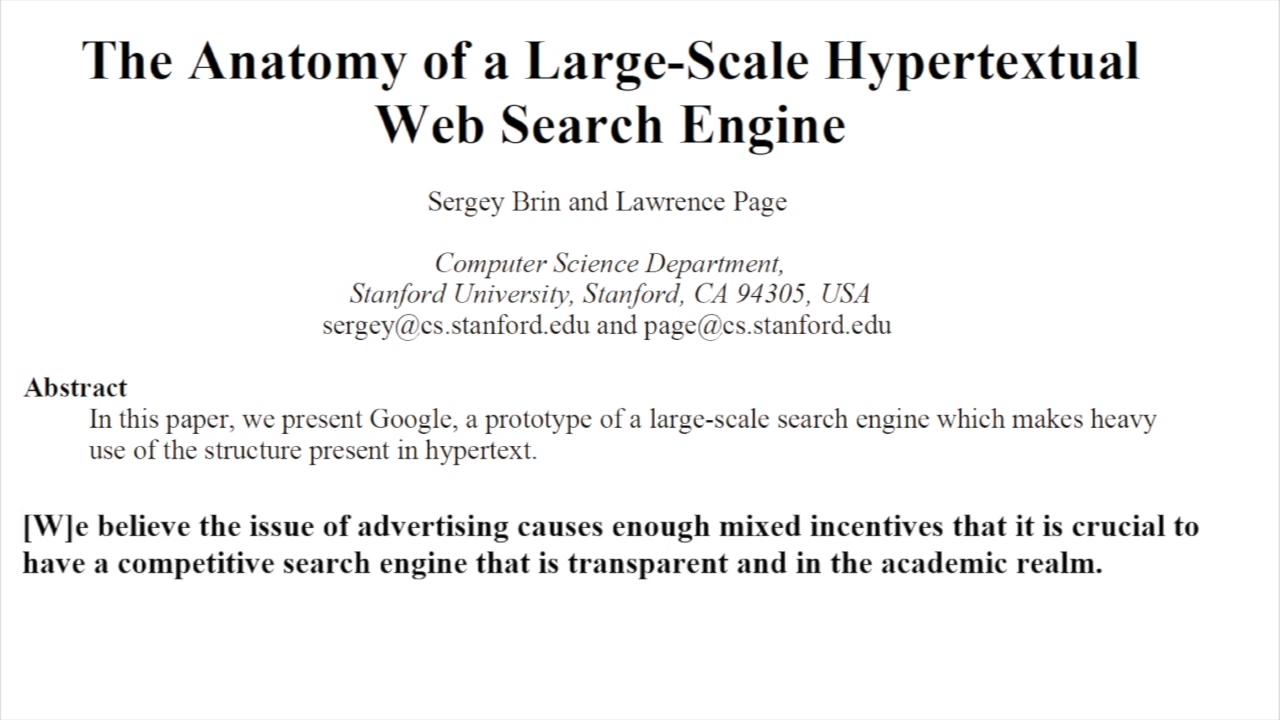 The Anatomy of a Large-Scale Hypertextual
Web Search Engine
Sergey Brin and Lawrence Page
Computer Science Department,
Stanford University, Stanford, CA 94305, USA
sergey@cs.stanford.edu and page@cs.stanford.edu
Abstract
In this paper, we present Google, a prototype of a large-scale search engine which makes heavy
use of the structure present in hypertext.
[W]e believe the issue of advertising causes enough mixed incentives that it is crucial to
have a competitive search engine that is transparent and in the academic realm.